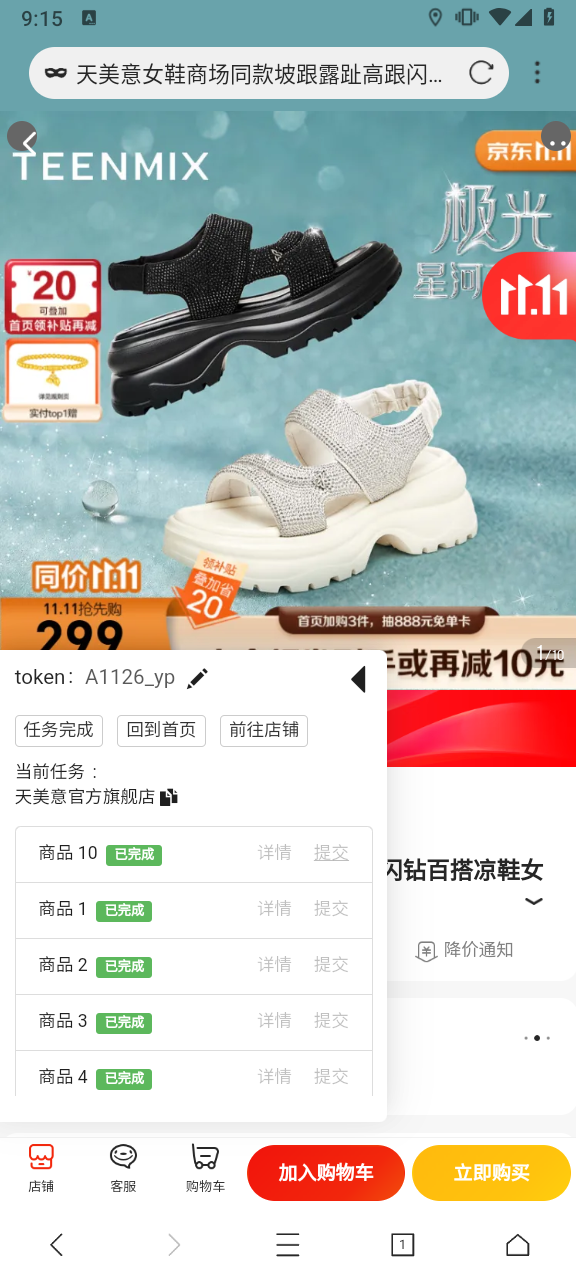 9:15
天美意女鞋商场同款坡跟露趾高跟闪...
TEENMIX
京东11.11
极光
星河
¥20
可叠加
首页领补贴再减
11.11
详见规则页
实付top1赠
同价11.11
领补贴
叠加省
20
11.11抢先购
299
首页加购3件，抽888元免单卡
手或再减10元
1/10
token： A1126_yp
任务完成 回到首页 前往店铺
当前任务：
天美意官方旗舰店
商品 10 已完成 详情 提交
商品 1 已完成 详情 提交
商品 2 已完成 详情 提交
商品 3 已完成 详情 提交
商品 4 已完成 详情 提交
闪钻百搭凉鞋女
降价通知
店铺 客服 购物车 加入购物车 立即购买
1